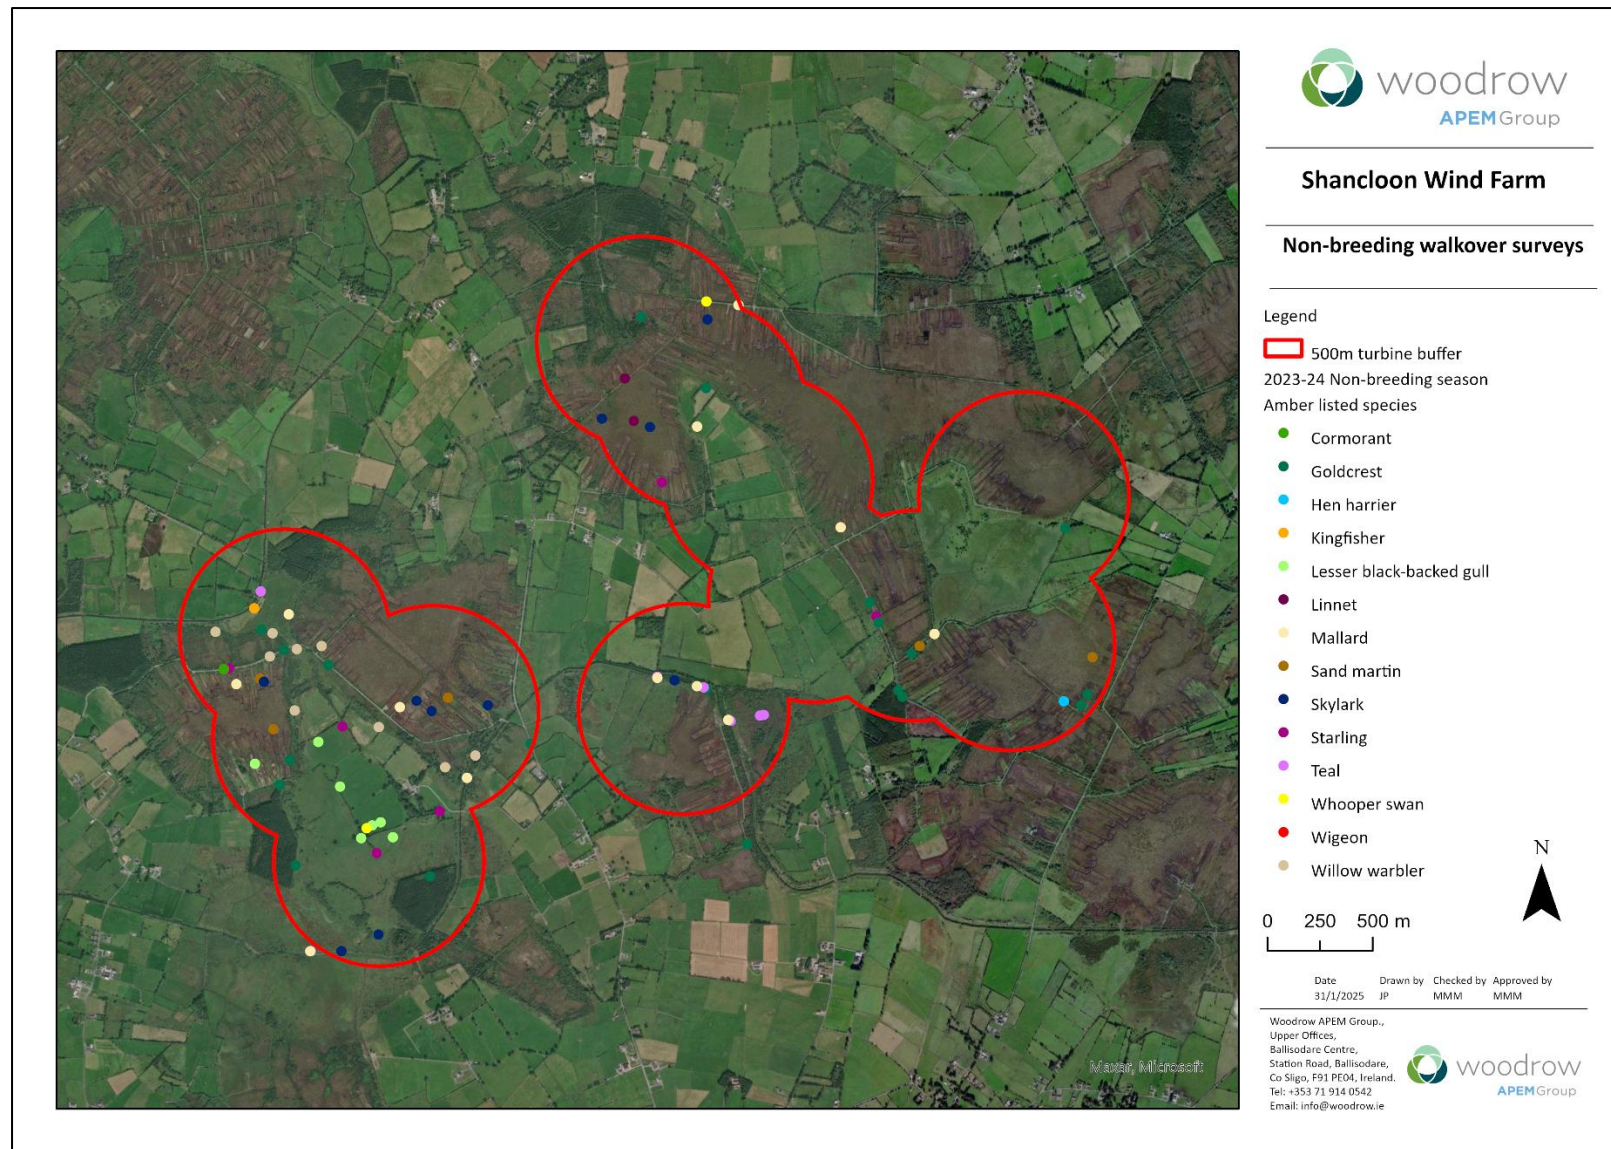 woodrow
APEM Group
Shancloon Wind Farm
Non-breeding walkover surveys
Legend
500m turbine buffer
2023-24 Non-breeding season
Amber listed species
Cormorant
Goldcrest
Hen harrier
Kingfisher
Lesser black-backed gull
Linnet
Mallard
Sand martin
Skylark
Starling
Teal
Whooper swan
Wigeon
Willow warbler
N
0 250 500 m
Date Drawn by Checked by Approved by
31/1/2025 JP MMM MMM
Woodrow APEM Group.,
Upper Offices,
Ballisodare Centre,
Station Road, Ballisodare,
Co Sligo, F91 PE04, Ireland.
Tel: +353 71 914 0542
Email: info@woodrow.ie
woodrow
APEM Group
Maxar, Microsoft